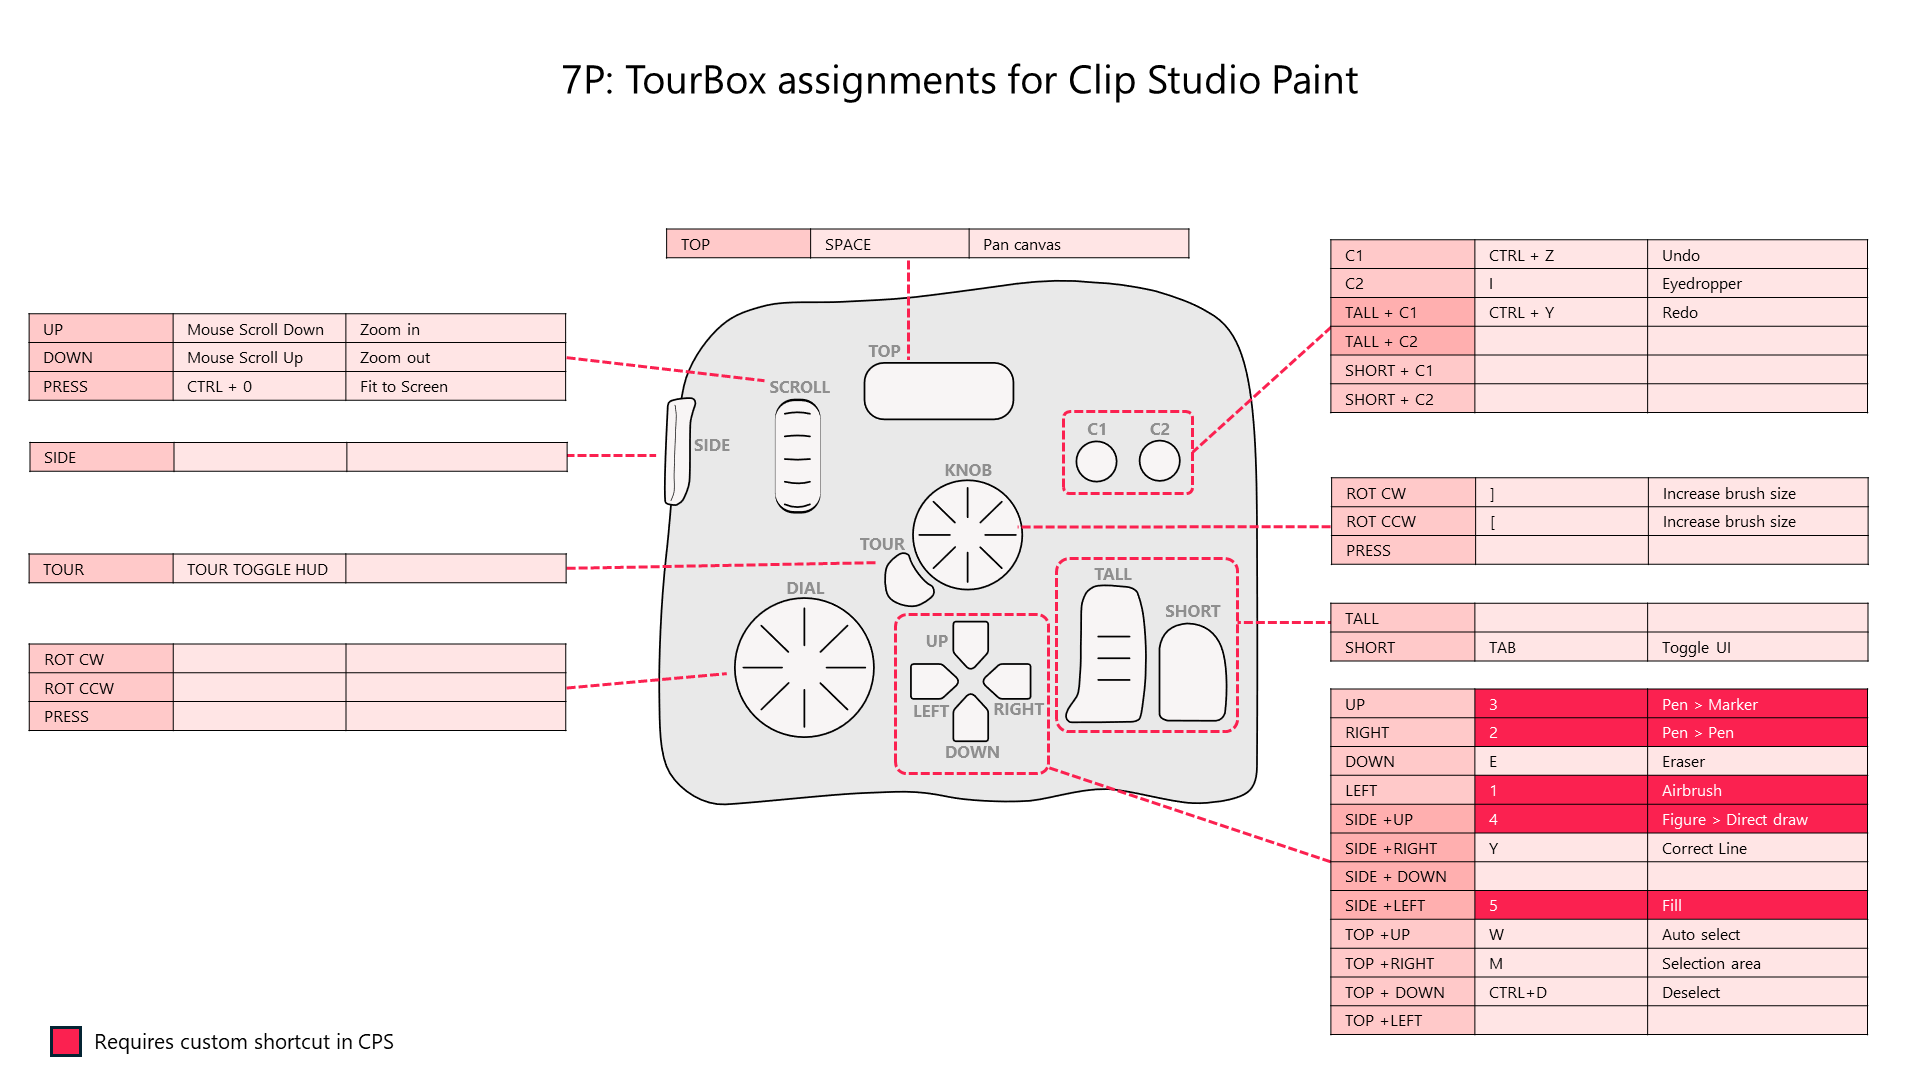 7P: TourBox assignments for Clip Studio Paint
TOP SPACE Pan canvas
UP Mouse Scroll Down Zoom in
DOWN Mouse Scroll Up Zoom out
PRESS CTRL + 0 Fit to Screen
SIDE
TOUR TOUR TOGGLE HUD
ROT CW
ROT CCW
PRESS
TOP
SCROLL
SIDE
C1 C2
KNOB
TOUR
DIAL
TALL
SHORT
UP
LEFT RIGHT
DOWN
C1 CTRL + Z Undo
C2 I Eyedropper
TALL + C1 CTRL + Y Redo
TALL + C2
SHORT + C1
SHORT + C2
ROT CW ] Increase brush size
ROT CCW [ Increase brush size
PRESS
TALL
SHORT TAB Toggle UI
UP 3 Pen > Marker
RIGHT 2 Pen > Pen
DOWN E Eraser
LEFT 1 Airbrush
SIDE +UP 4 Figure > Direct draw
SIDE +RIGHT Y Correct Line
SIDE + DOWN
SIDE +LEFT 5 Fill
TOP +UP W Auto select
TOP +RIGHT M Selection area
TOP + DOWN CTRL+D Deselect
TOP +LEFT
Requires custom shortcut in CPS